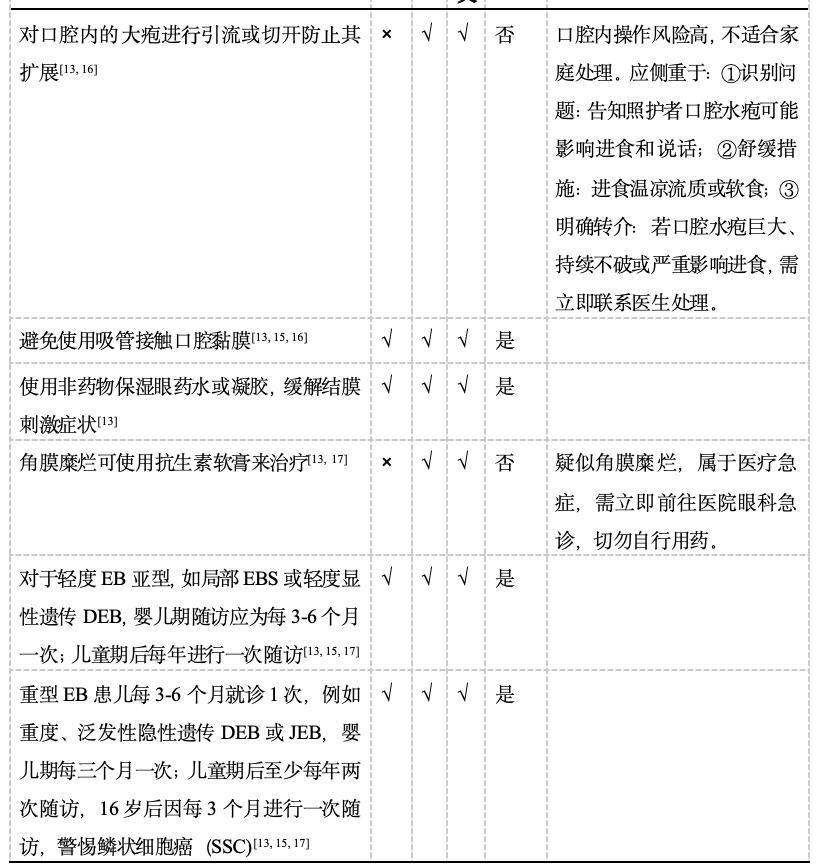 对口腔内的大疱进行引流或切开防止其 × √ √ 否 口腔内操作风险高，不适合家
扩展[13, 16] 庭处理。应侧重于：①识别问
题：告知照护者口腔水疱可能
影响进食和说话；②舒缓措
施：进食温凉流质或软食；③
明确转介：若口腔水疱巨大、
持续不破或严重影响进食，需
立即联系医生处理。
避免使用吸管接触口腔黏膜[13, 15, 16] √ √ √ 是
使用非药物保湿眼药水或凝胶，缓解结膜 √ √ √ 是
刺激症状[13]
角膜糜烂可使用抗生素软膏来治疗[13, 17] × √ √ 否 疑似角膜糜烂，属于医疗急
症，需立即前往医院眼科急
诊，切勿自行用药。
对于轻度 EB 亚型，如局部 EBS 或轻度显 √ √ √ 是
性遗传 DEB，婴儿期随访应为每 3-6 个月
一次；儿童期后每年进行一次随访[13, 15, 17]
重型 EB 患儿每 3-6 个月就诊 1 次，例如 √ √ √ 是
重度、泛发性隐性遗传 DEB 或 JEB，婴
儿期每三个月一次；儿童期后至少每年两
次随访，16 岁后因每 3 个月进行一次随
访，警惕鳞状细胞癌（SSC)[13, 15, 17]